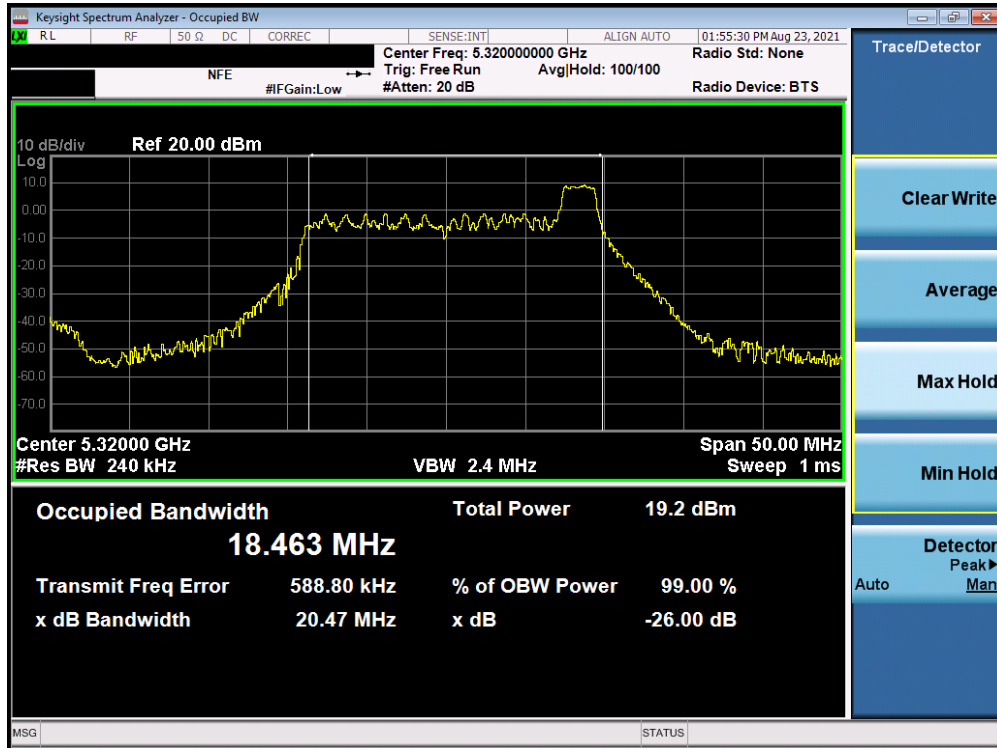 Keysight Spectrum Analyzer - Occupied BW
LXI RL RF 50 Ω DC CORREC SENSE:INT ALIGN AUTO 01:55:30 PM Aug 23, 2021
Center Freq: 5.320000000 GHz Radio Std: None
NFE Trig: Free Run Avg|Hold: 100/100
#IFGain:Low #Atten: 20 dB Radio Device: BTS
Trace/Detector
10 dB/div Ref 20.00 dBm
Log
10.0
0.00
-10.0
-20.0
-30.0
-40.0
-50.0
-60.0
-70.0
Center 5.32000 GHz Span 50.00 MHz
#Res BW 240 kHz VBW 2.4 MHz Sweep 1 ms
Occupied Bandwidth Total Power 19.2 dBm
18.463 MHz
Transmit Freq Error 588.80 kHz % of OBW Power 99.00 %
x dB Bandwidth 20.47 MHz x dB -26.00 dB
Clear Write
Average
Max Hold
Min Hold
Detector
Peak▶
Auto Man
MSG STATUS